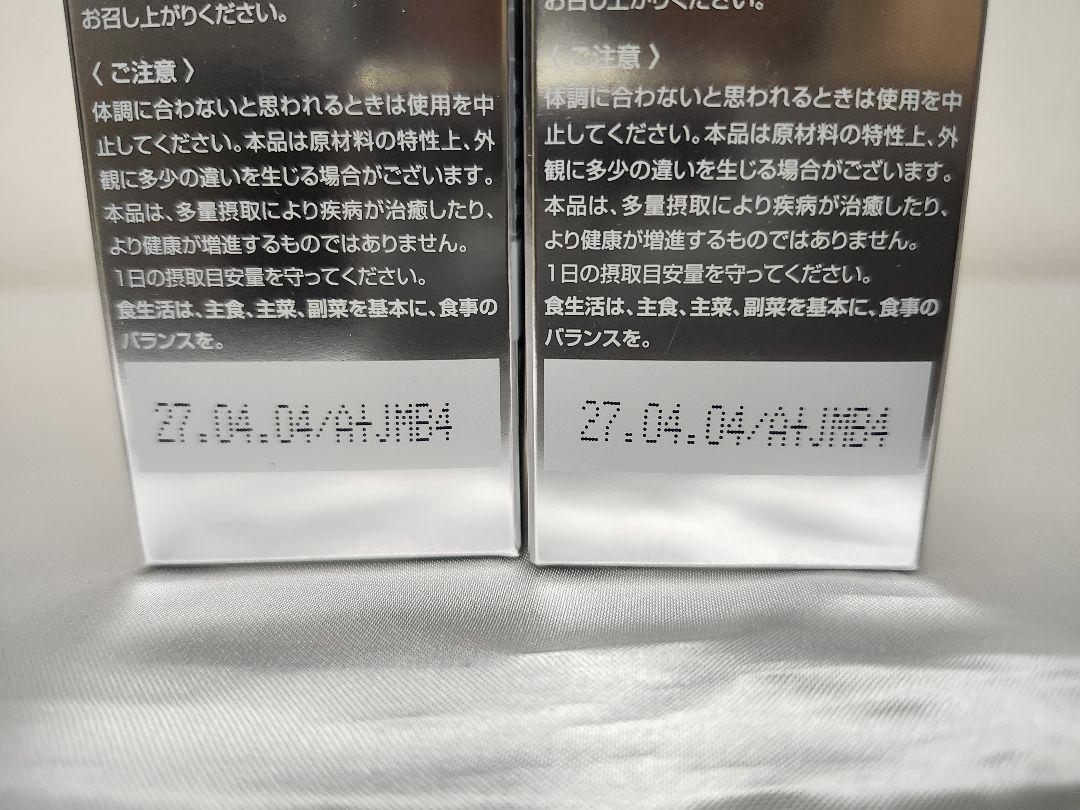 お召し上がりください。
〈 ご注意 〉
体調に合わないと思われるときは使用を中
止してください。本品は原材料の特性上、外
観に多少の違いを生じる場合がございます。
本品は、多量摂取により疾病が治癒したり、
より健康が増進するものではありません。
1日の摂取目安量を守ってください。
食生活は、主食、主菜、副菜を基本に、食事の
バランスを。
27.04.04/A+JMB4
お召し上がりください。
〈 ご注意 〉
体調に合わないと思われるときは使用を中
止してください。本品は原材料の特性上、外
観に多少の違いを生じる場合がございます。
本品は、多量摂取により疾病が治癒したり、
より健康が増進するものではありません。
1日の摂取目安量を守ってください。
食生活は、主食、主菜、副菜を基本に、食事の
バランスを。
27.04.04/A+JMB4